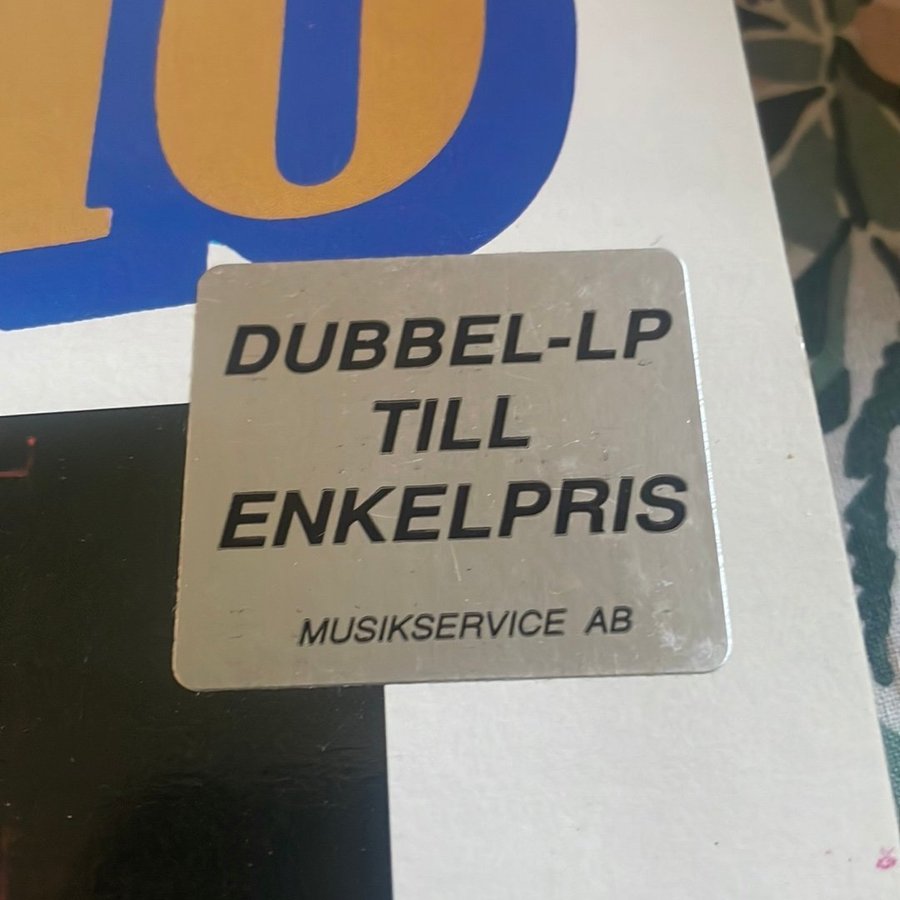 DUBBEL-LP
TILL
ENKELPRIS
MUSIKSERVICE AB